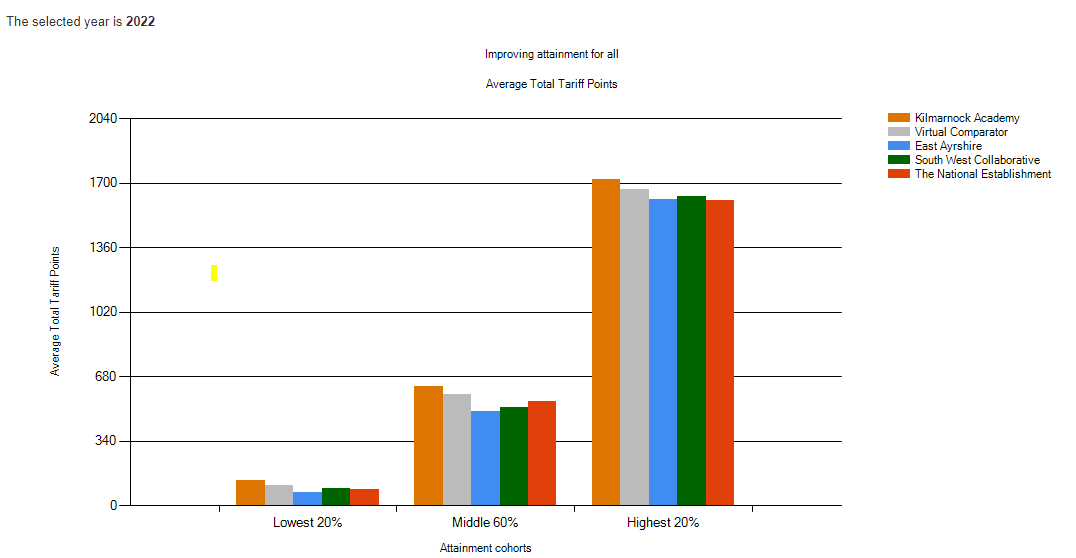 The selected year is 2022
Improving attainment for all
Average Total Tariff Points
Kilmarnock Academy
Virtual Comparator
East Ayrshire
South West Collaborative
The National Establishment
Average Total Tariff Points
2040
1700
1360
1020
680
340
0
Lowest 20%
Middle 60%
Highest 20%
Attainment cohorts